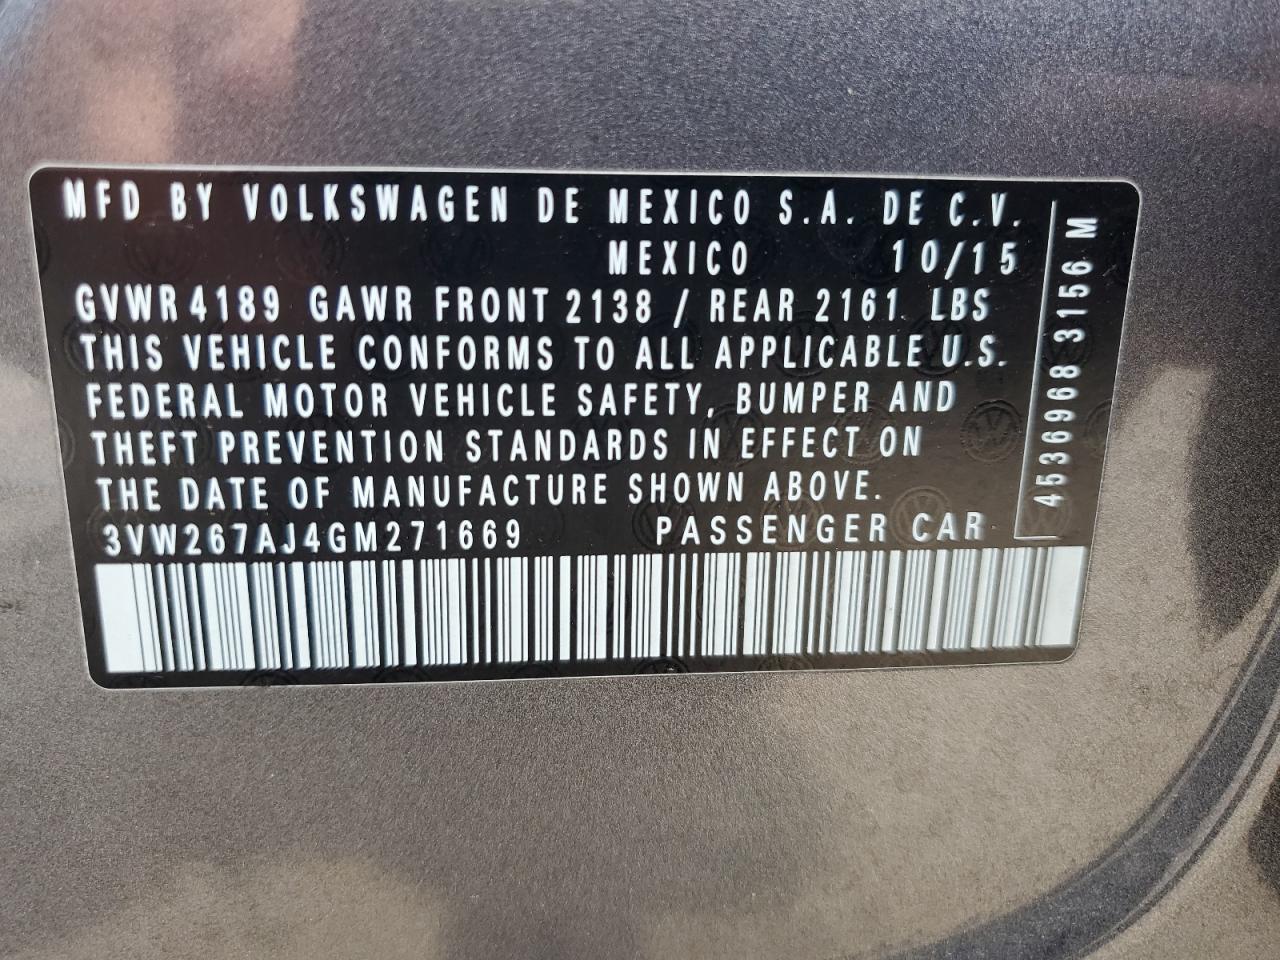 MFD BY VOLKSWAGEN DE MEXICO S.A. DE C.V.
MEXICO 10/15
GVWR 4189 GAWR FRONT 2138 / REAR 2161 LBS
THIS VEHICLE CONFORMS TO ALL APPLICABLE U.S.
FEDERAL MOTOR VEHICLE SAFETY, BUMPER AND
THEFT PREVENTION STANDARDS IN EFFECT ON
THE DATE OF MANUFACTURE SHOWN ABOVE.
3VW267AJ4GM271669 PASSENGER CAR
4536968 3156 M